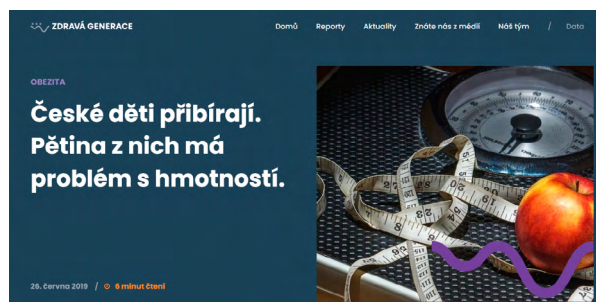 ZDRAVÁ GENERACE
Domů Reporty Aktuality Znáte nás z médií Náš tým / Data
OBEZITA
České děti přibírají.
Pětina z nich má
problém s hmotností.
26. června 2019 / 6 minut čtení